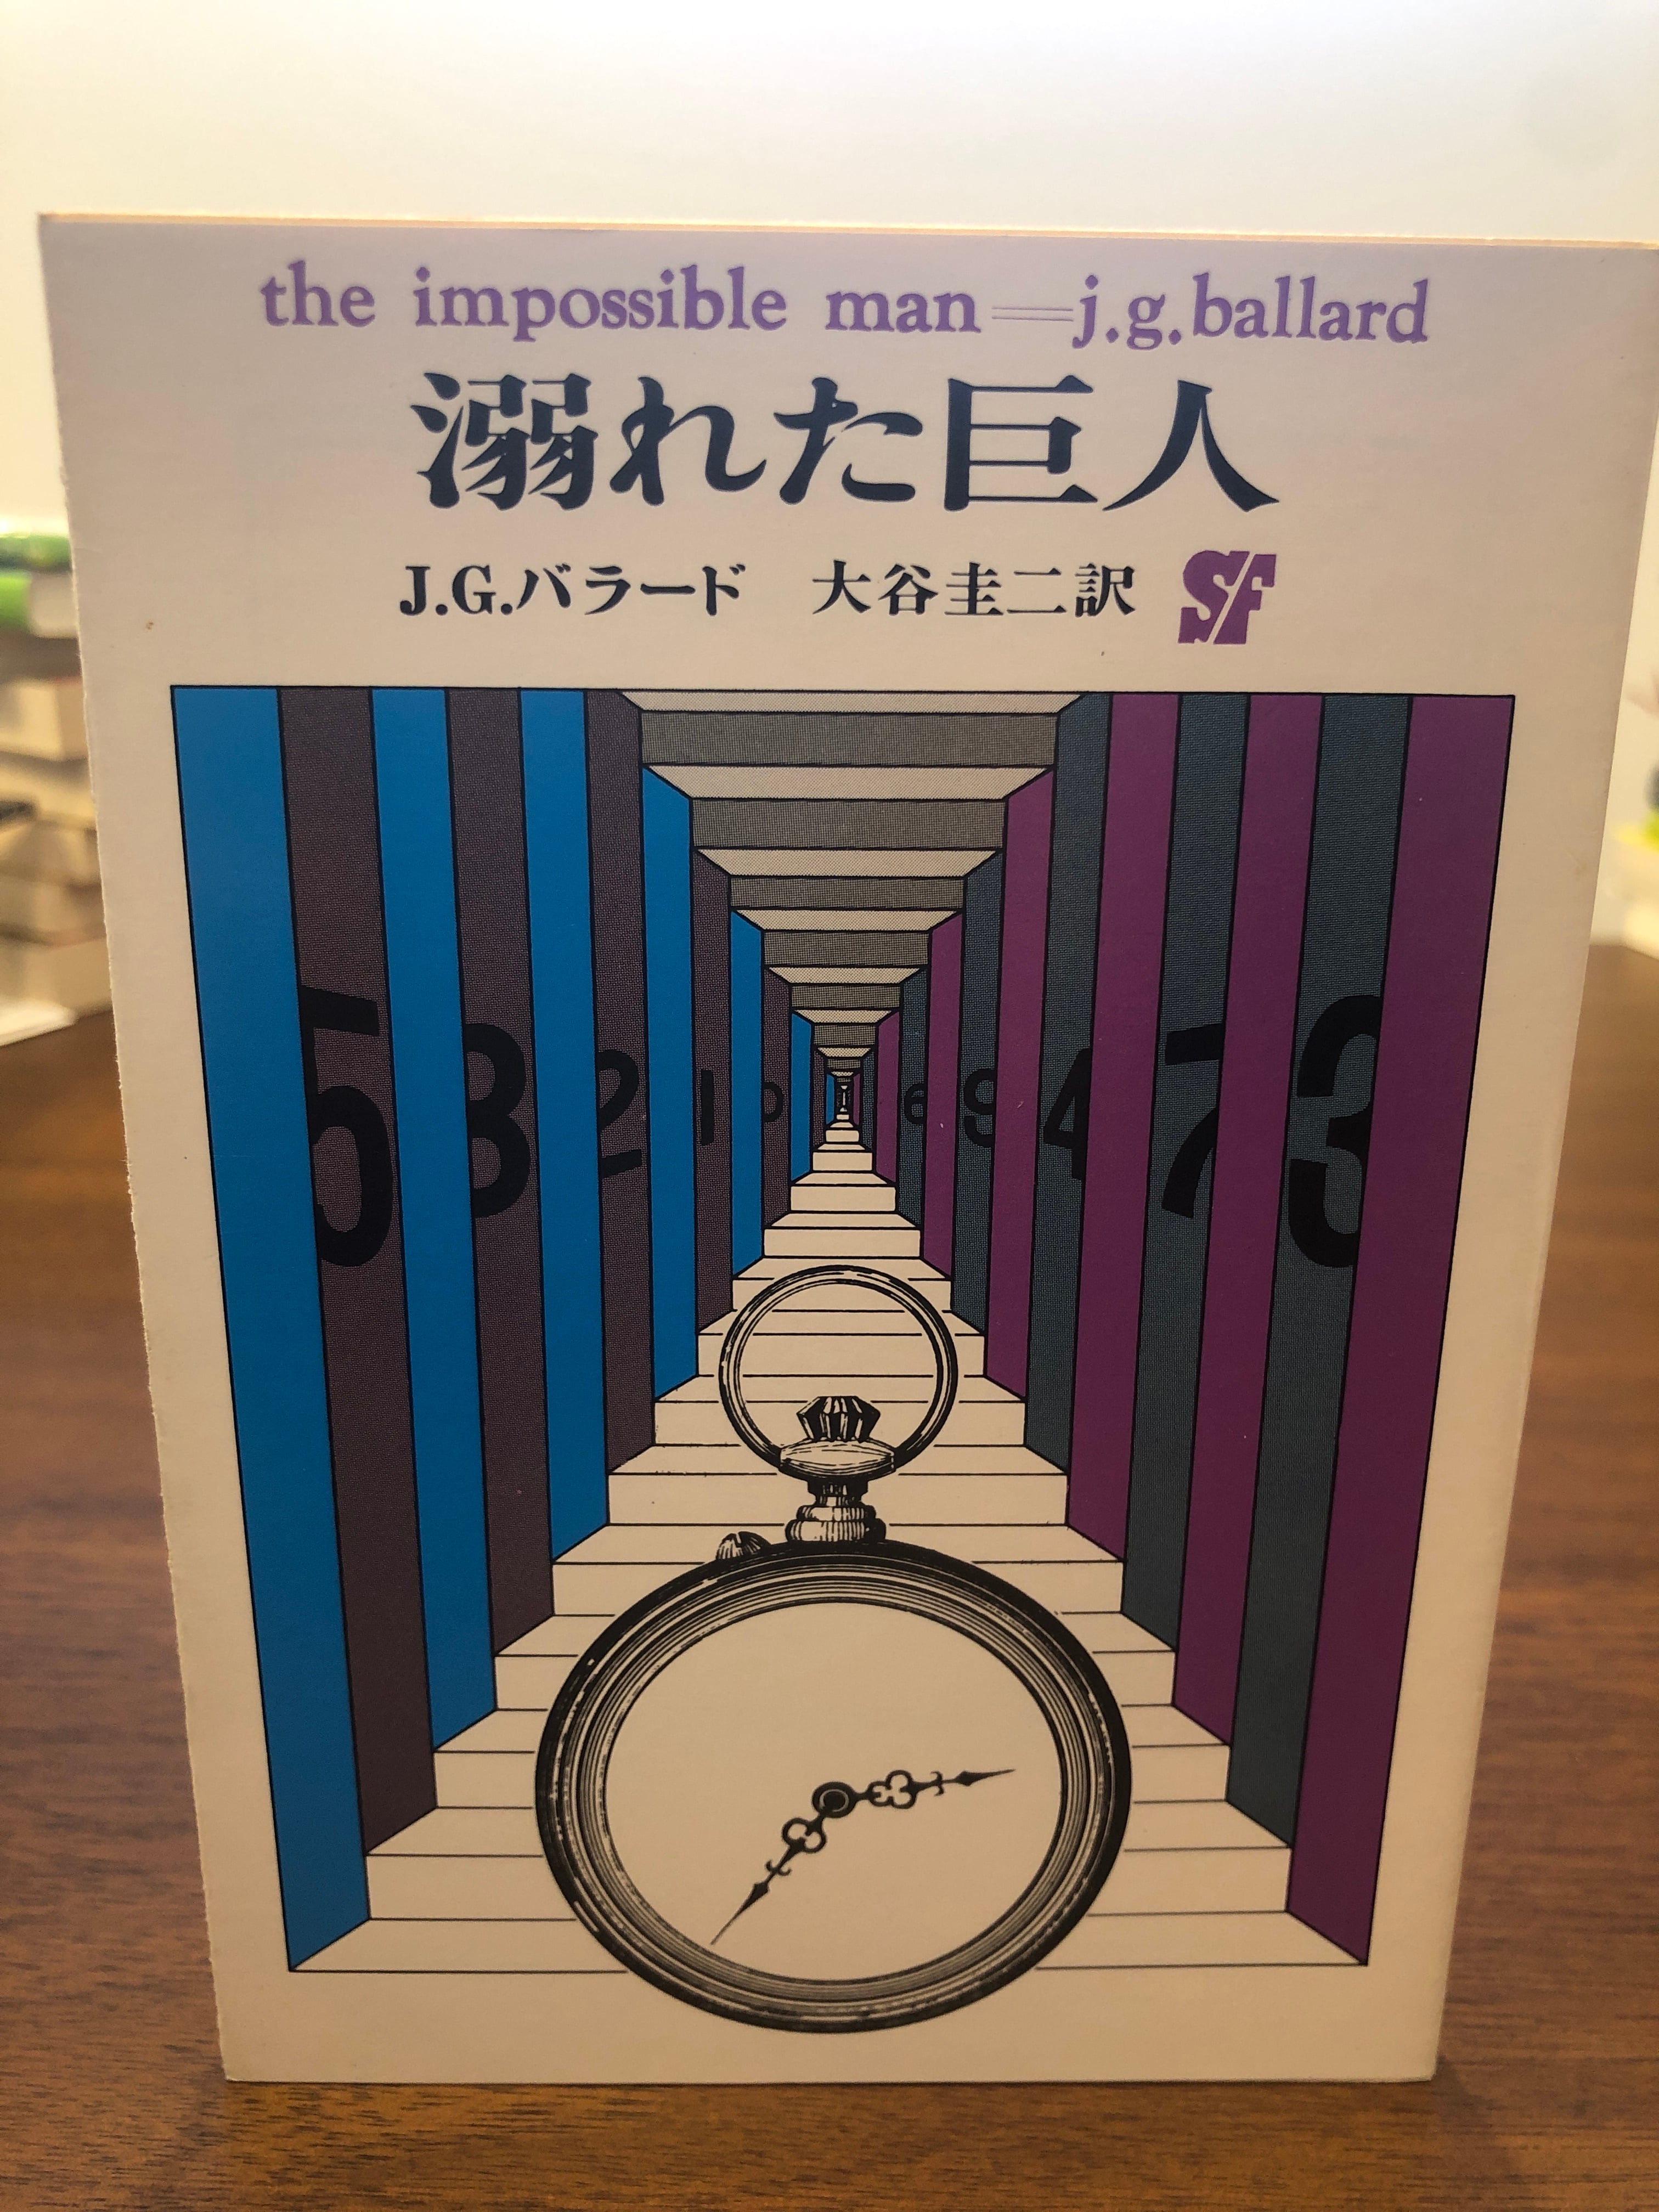 the impossible man＝j.g.ballard
溺れた巨人
J.G.バラード 大谷圭二訳 SF
5 3 2 1 0 6 9 4 7 3